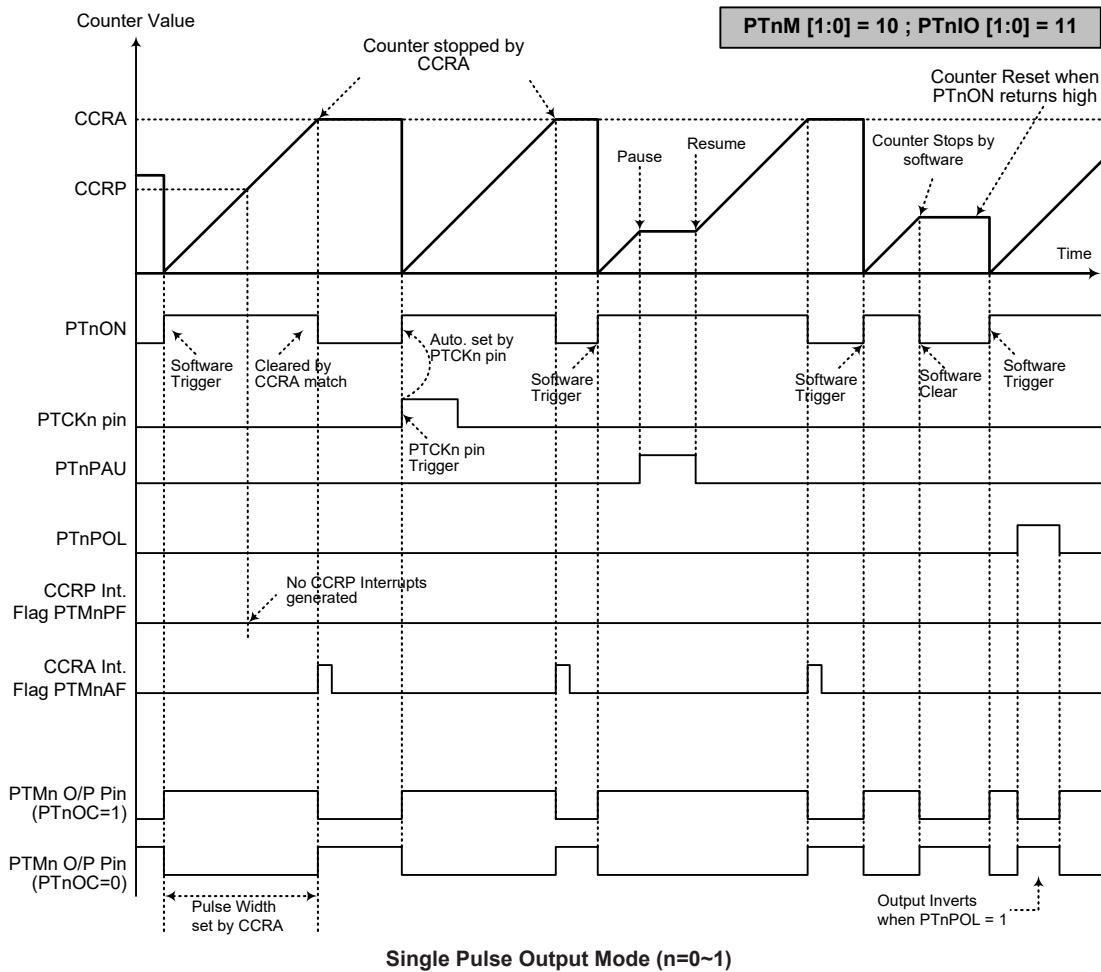 Counter Value
PTnM [1:0] = 10 ; PTnIO [1:0] = 11
Counter stopped by
CCRA
Counter Reset when
PTnON returns high
CCRA
Pause
Resume
Counter Stops by
software
CCRP
Time
PTnON
Software
Trigger
Cleared by
CCRA match
Auto. set by
PTCKn pin
Software
Trigger
Software
Trigger
Software
Clear
Software
Trigger
PTCKn pin
PTCKn pin
Trigger
PTnPAU
PTnPOL
CCRP Int.
Flag PTMnPF
No CCRP Interrupts
generated
CCRA Int.
Flag PTMnAF
PTMn O/P Pin
(PTnOC=1)
PTMn O/P Pin
(PTnOC=0)
Pulse Width
set by CCRA
Output Inverts
when PTnPOL = 1
Single Pulse Output Mode (n=0~1)